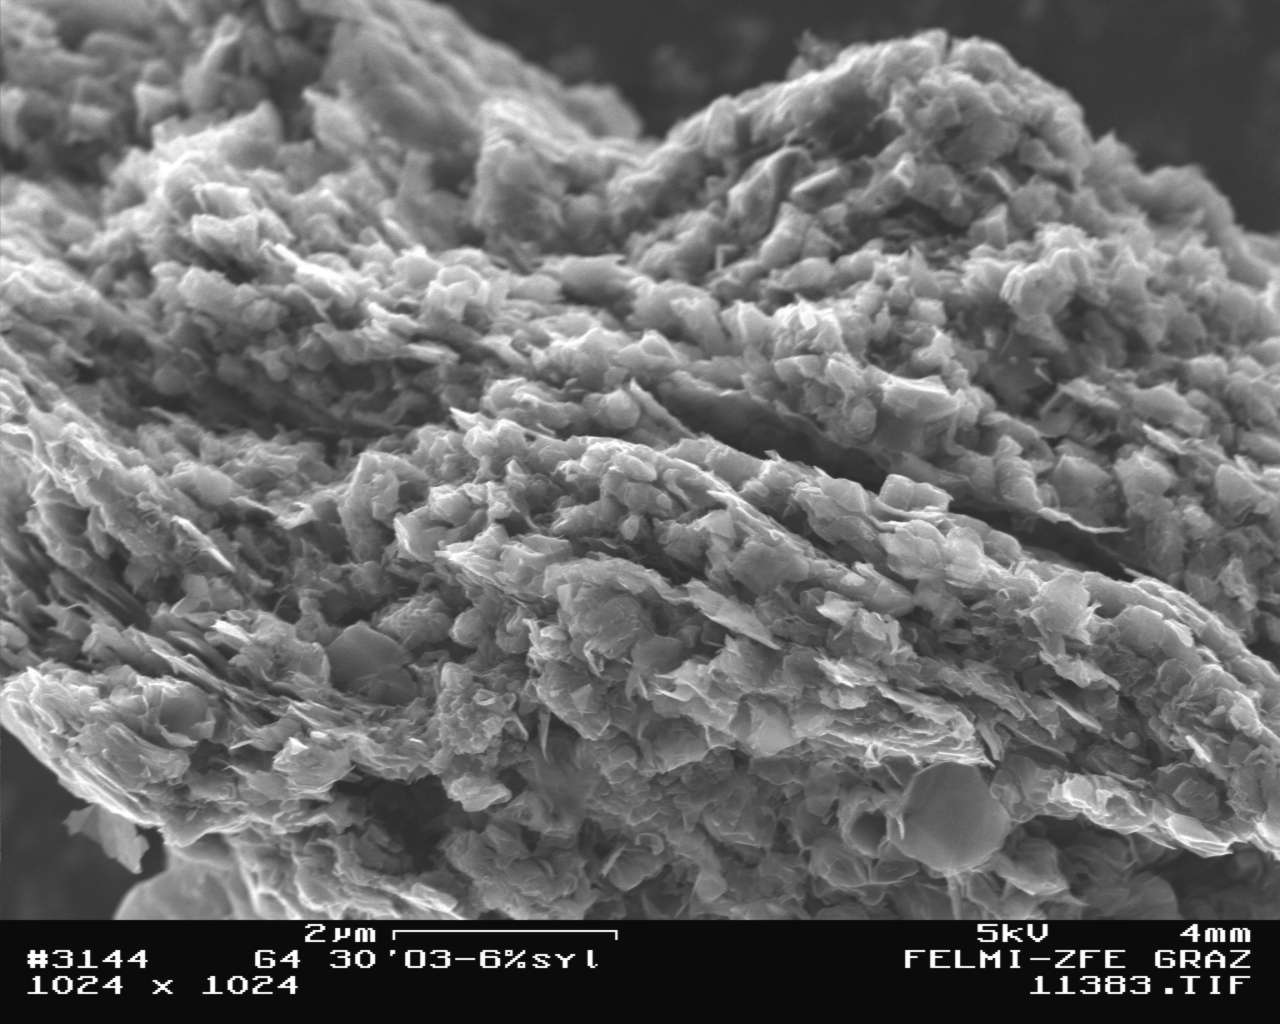 2µm 5kV 4mm
#3144 G4 30'03-6%syl FELMI-ZFE GRAZ
1024 x 1024 11383.TIF